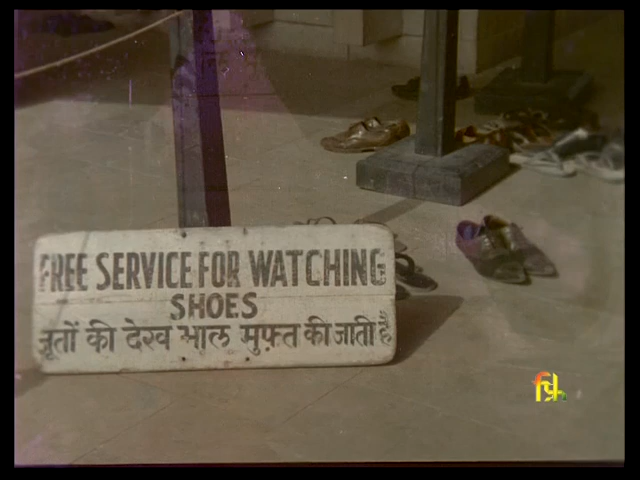 FREE SERVICE FOR WATCHING
SHOES
जूतों की देख भाल मुफ़्त की जाती है